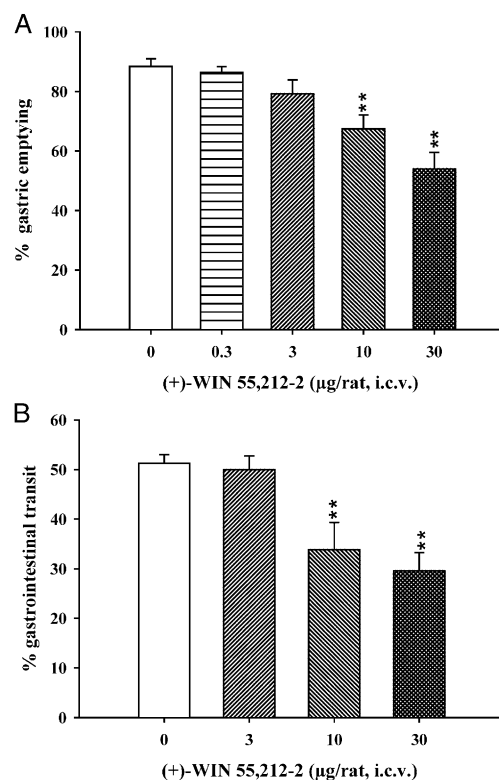 A
100
80
60
40
20
0
% gastric emptying
**
**
0 0.3 3 10 30
(+)-WIN 55,212-2 (µg/rat, i.c.v.)
B
60
50
40
30
20
10
0
% gastrointestinal transit
**
**
0 3 10 30
(+)-WIN 55,212-2 (µg/rat, i.c.v.)